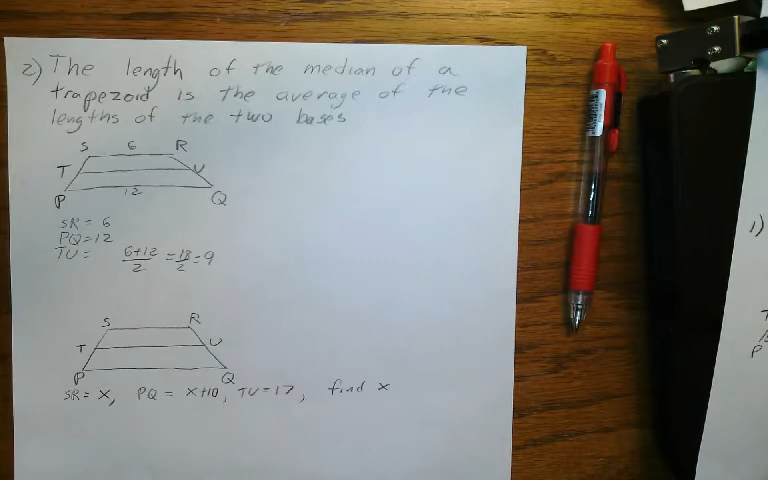 2) The length of the median of a
trapezoid is the average of the
lengths of the two bases
S 6 R
T U
P 12 Q
SR = 6
PQ = 12
TU = 6+12/2 = 18/2 = 9
S R
T U
P Q
SR = x, PQ = x+10, TU = 17, find x
1)
P